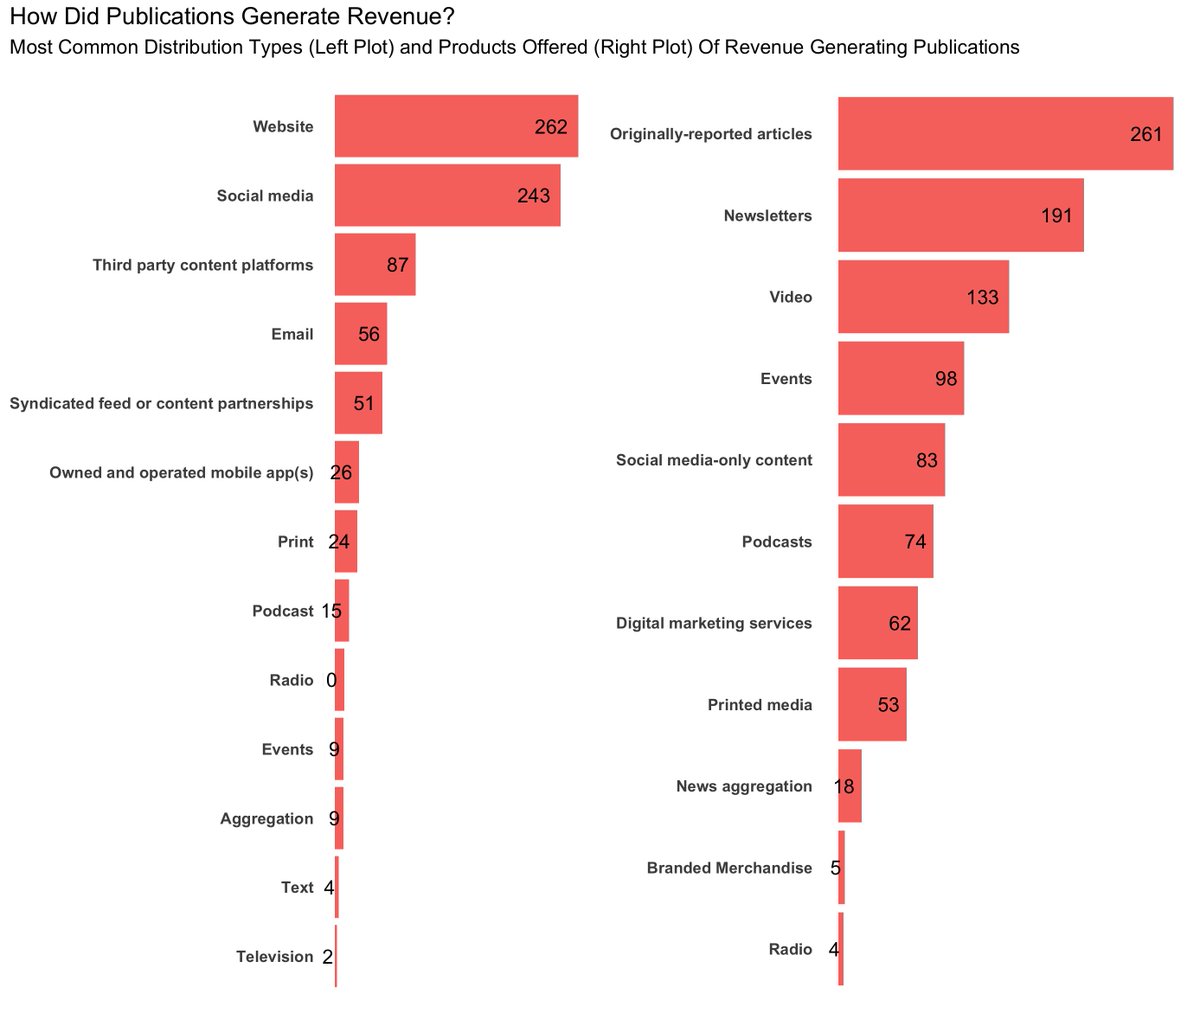 How Did Publications Generate Revenue?
Most Common Distribution Types (Left Plot) and Products Offered (Right Plot) Of Revenue Generating Publications
Website 262
Social media 243
Third party content platforms 87
Email 56
Syndicated feed or content partnerships 51
Owned and operated mobile app(s) 26
Print 24
Podcast 15
Radio 0
Events 9
Aggregation 9
Text 4
Television 2
Originally-reported articles 261
Newsletters 191
Video 133
Events 98
Social media-only content 83
Podcasts 74
Digital marketing services 62
Printed media 53
News aggregation 18
Branded Merchandise 5
Radio 4